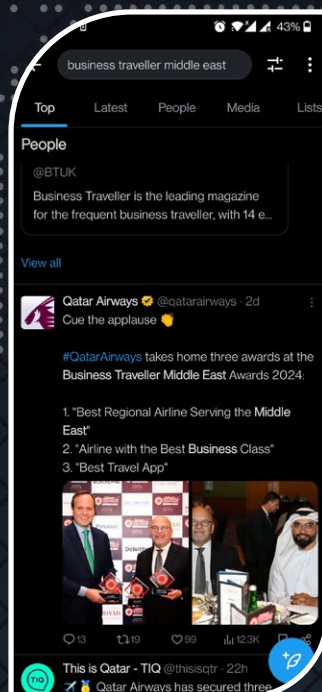 43%
business traveller middle east
Top Latest People Media Lists
People
@BTUK
Business Traveller is the leading magazine
for the frequent business traveller, with 14 e...
View all
Qatar Airways @qatarairways · 2d
Cue the applause 👏
#QatarAirways takes home three awards at the
Business Traveller Middle East Awards 2024:
1. "Best Regional Airline Serving the Middle
East"
2. "Airline with the Best Business Class"
3. "Best Travel App"
Deloitte
13 19 99 12.3K
TIQ
This is Qatar - TIQ @thisisqtr · 22h
✈️🏅 Qatar Airways has secured three